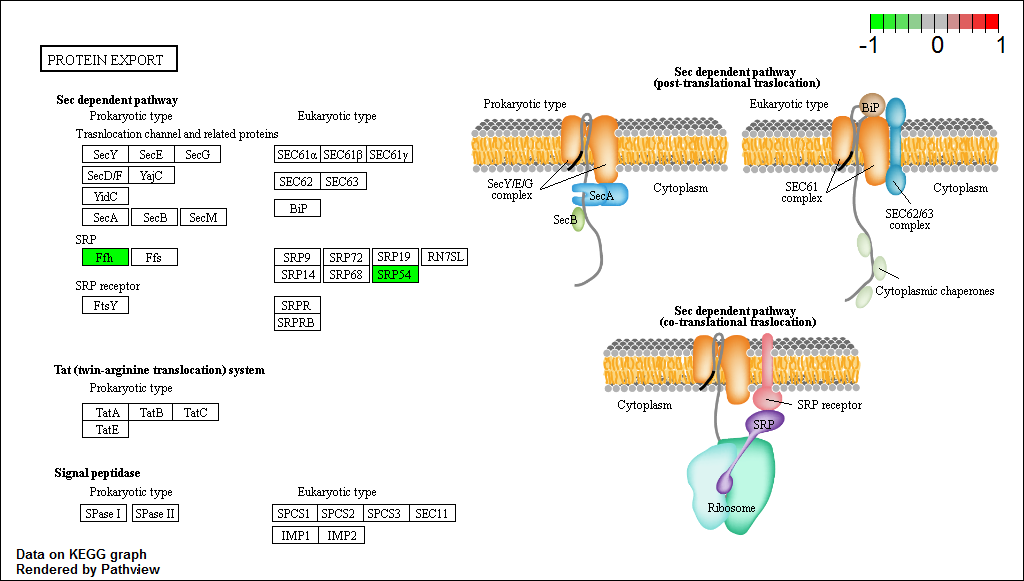 -1 0 1
PROTEIN EXPORT
Sec dependent pathway
Prokaryotic type Eukaryotic type
Trasnlocation channel and related proteins
SecY SecE SecG SEC61α SEC61β SEC61γ
SecD/F YajC SEC62 SEC63
YidC BiP
SecA SecB SecM
SRP
Ffh Ffs SRP9 SRP72 SRP19 RN7SL
SRP14 SRP68 SRP54
SRP receptor
FtsY SRPR
SRPRB
Tat (twin-arginine translocation) system
Prokaryotic type
TatA TatB TatC
TatE
Signal peptidase
Prokaryotic type Eukaryotic type
SPase I SPase II SPCS1 SPCS2 SPCS3 SEC11
IMP1 IMP2
Sec dependent pathway
(post-translational traslocation)
Prokaryotic type
SecY/E/G
complex
SecA
SecB
Cytoplasm
Eukaryotic type
BiP
SEC61
complex
Cytoplasm
SEC62/63
complex
Cytoplasmic chaperones
Sec dependent pathway
(co-translational traslocation)
Cytoplasm
SRP receptor
SRP
Ribosome
Data on KEGG graph
Rendered by Pathview